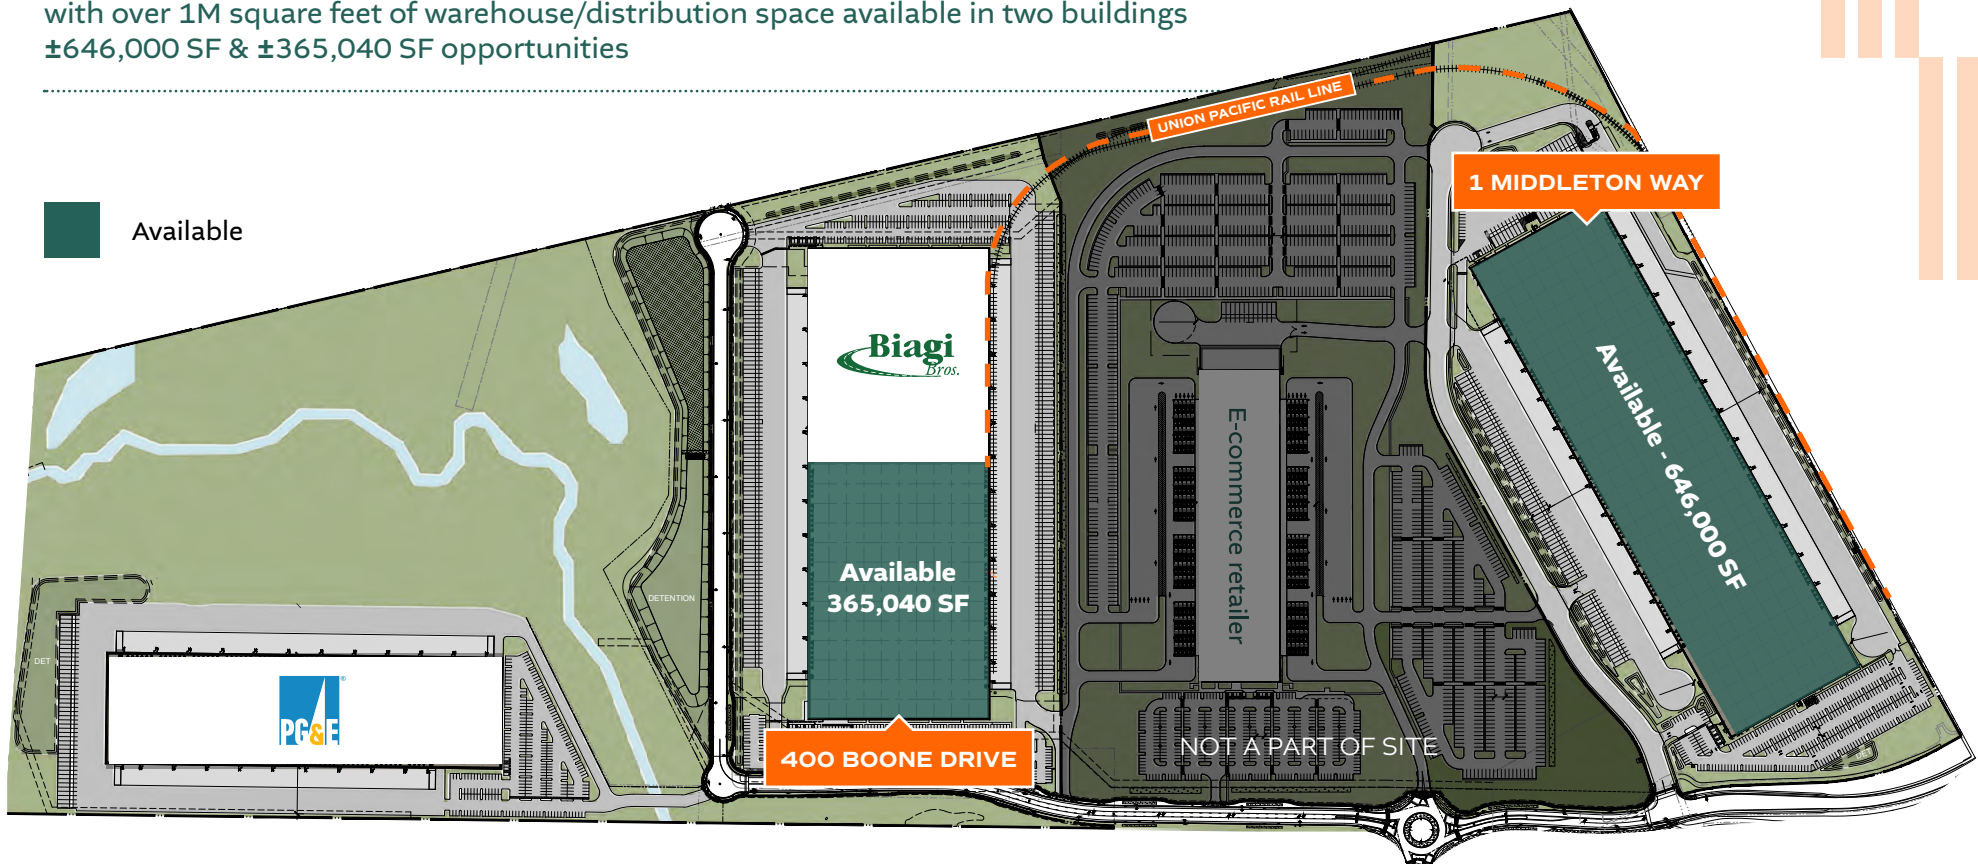 with over 1M square feet of warehouse/distribution space available in two buildings
±646,000 SF & ±365,040 SF opportunities
UNION PACIFIC RAIL LINE
1 MIDDLETON WAY
Available
Biagi
Bros.
Available - 646,000 SF
E-commerce retailer
Available
365,040 SF
DETENTION
DET
PG&E®
NOT A PART OF SITE
400 BOONE DRIVE